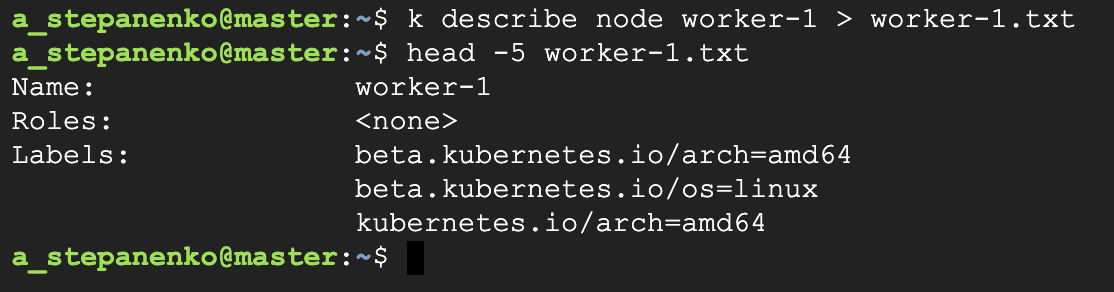 a_stepanenko@master:~$ k describe node worker-1 > worker-1.txt
a_stepanenko@master:~$ head -5 worker-1.txt
Name:               worker-1
Roles:              <none>
Labels:             beta.kubernetes.io/arch=amd64
                    beta.kubernetes.io/os=linux
                    kubernetes.io/arch=amd64
a_stepanenko@master:~$